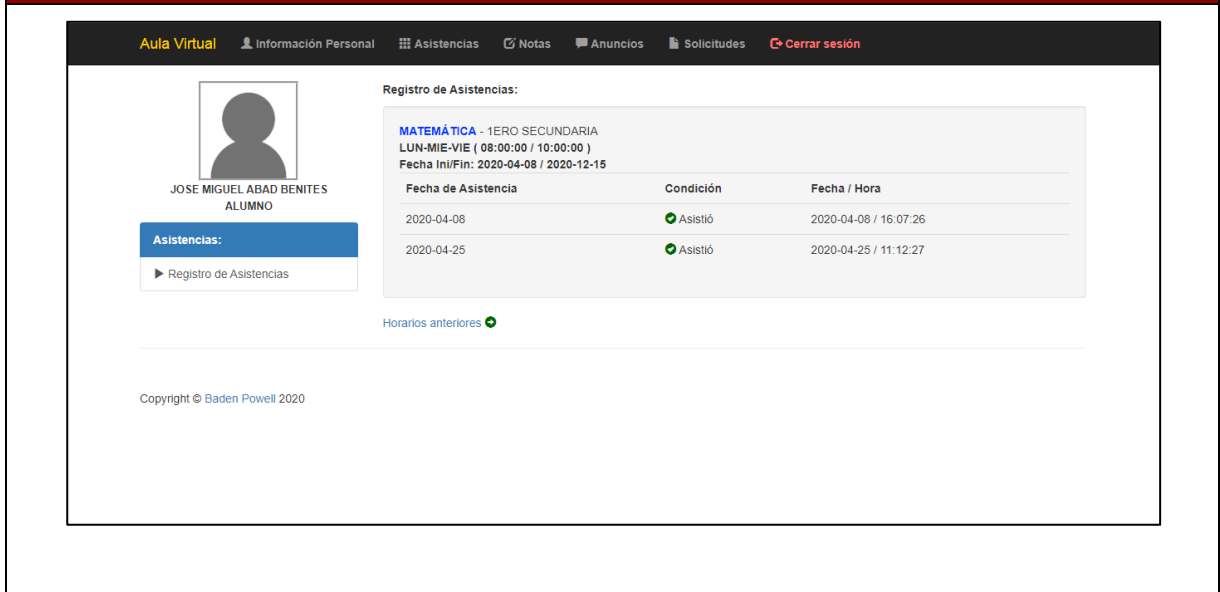 Aula Virtual Información Personal Asistencias Notas Anuncios Solicitudes Cerrar sesión
JOSE MIGUEL ABAD BENITES
ALUMNO
Asistencias:
Registro de Asistencias
Registro de Asistencias:
MATEMÁTICA - 1ERO SECUNDARIA
LUN-MIE-VIE ( 08:00:00 / 10:00:00 )
Fecha Ini/Fin: 2020-04-08 / 2020-12-15
Fecha de Asistencia Condición Fecha / Hora
2020-04-08 Asistió 2020-04-08 / 16:07:26
2020-04-25 Asistió 2020-04-25 / 11:12:27
Horarios anteriores
Copyright © Baden Powell 2020